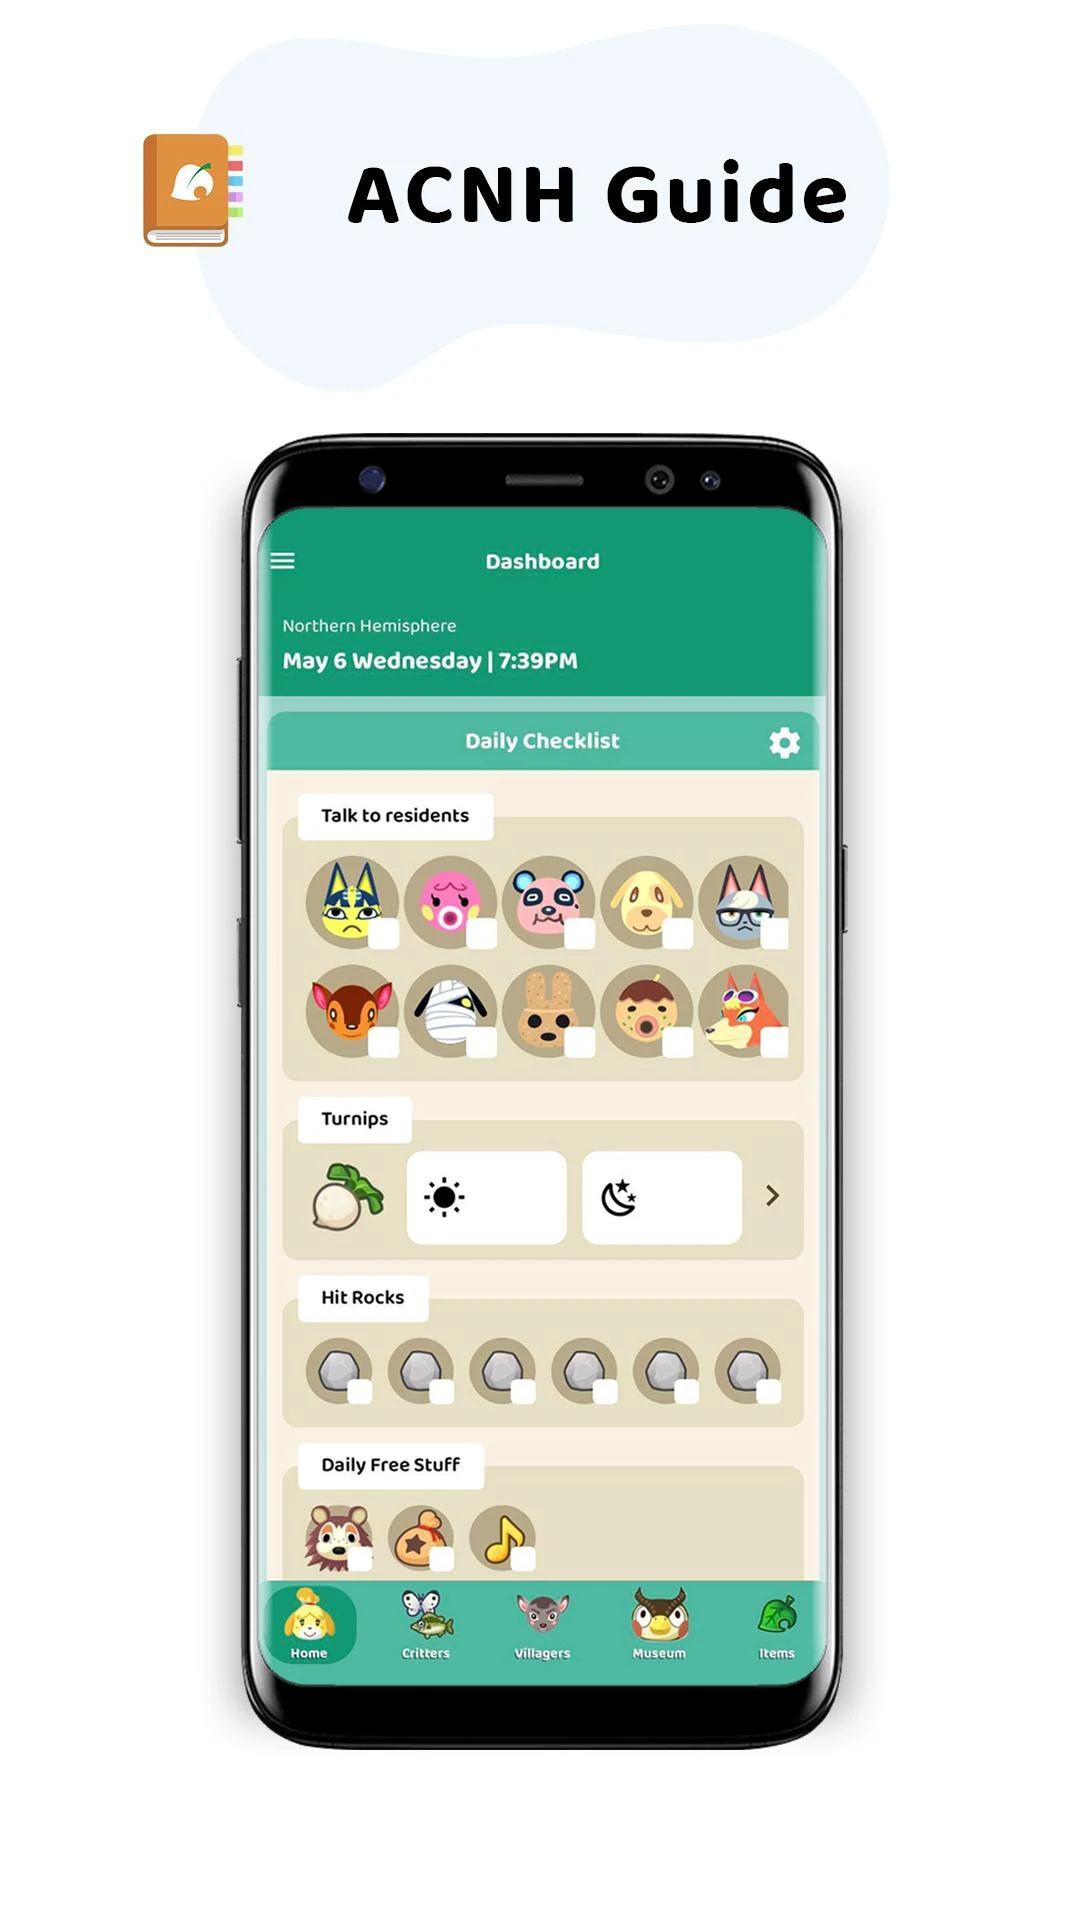 ACNH Guide
Dashboard
Northern Hemisphere
May 6 Wednesday | 7:39PM
Daily Checklist
Talk to residents
Turnips
Hit Rocks
Daily Free Stuff
Home
Critters
Villagers
Museum
Items